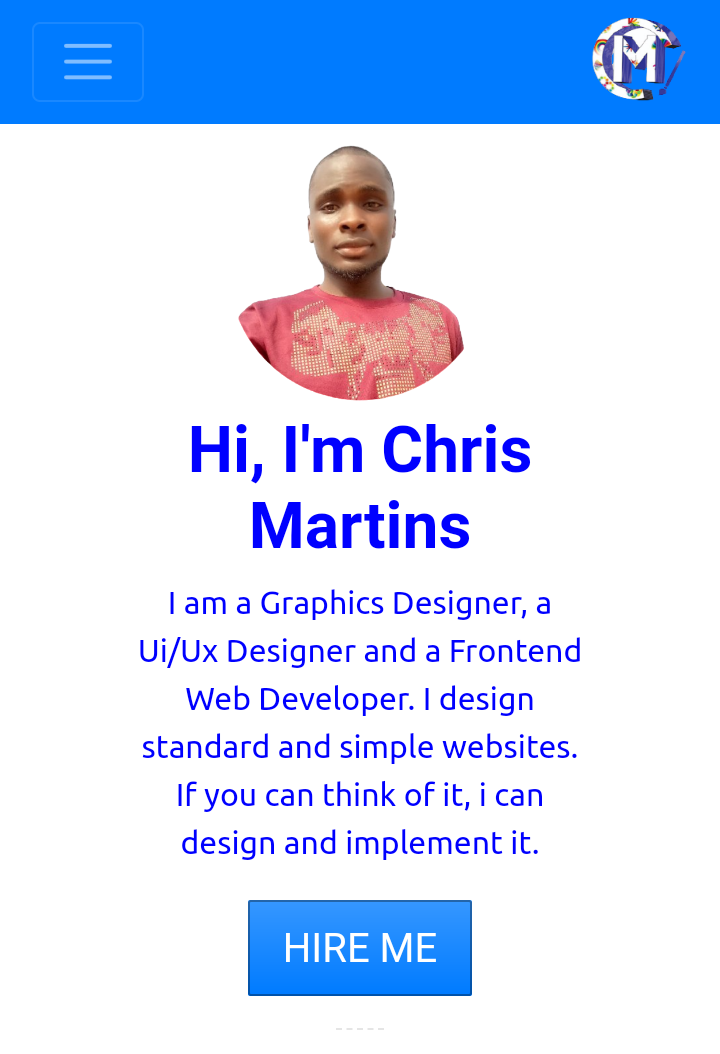 M
Hi, I'm Chris
Martins
I am a Graphics Designer, a
Ui/Ux Designer and a Frontend
Web Developer. I design
standard and simple websites.
If you can think of it, i can
design and implement it.
HIRE ME